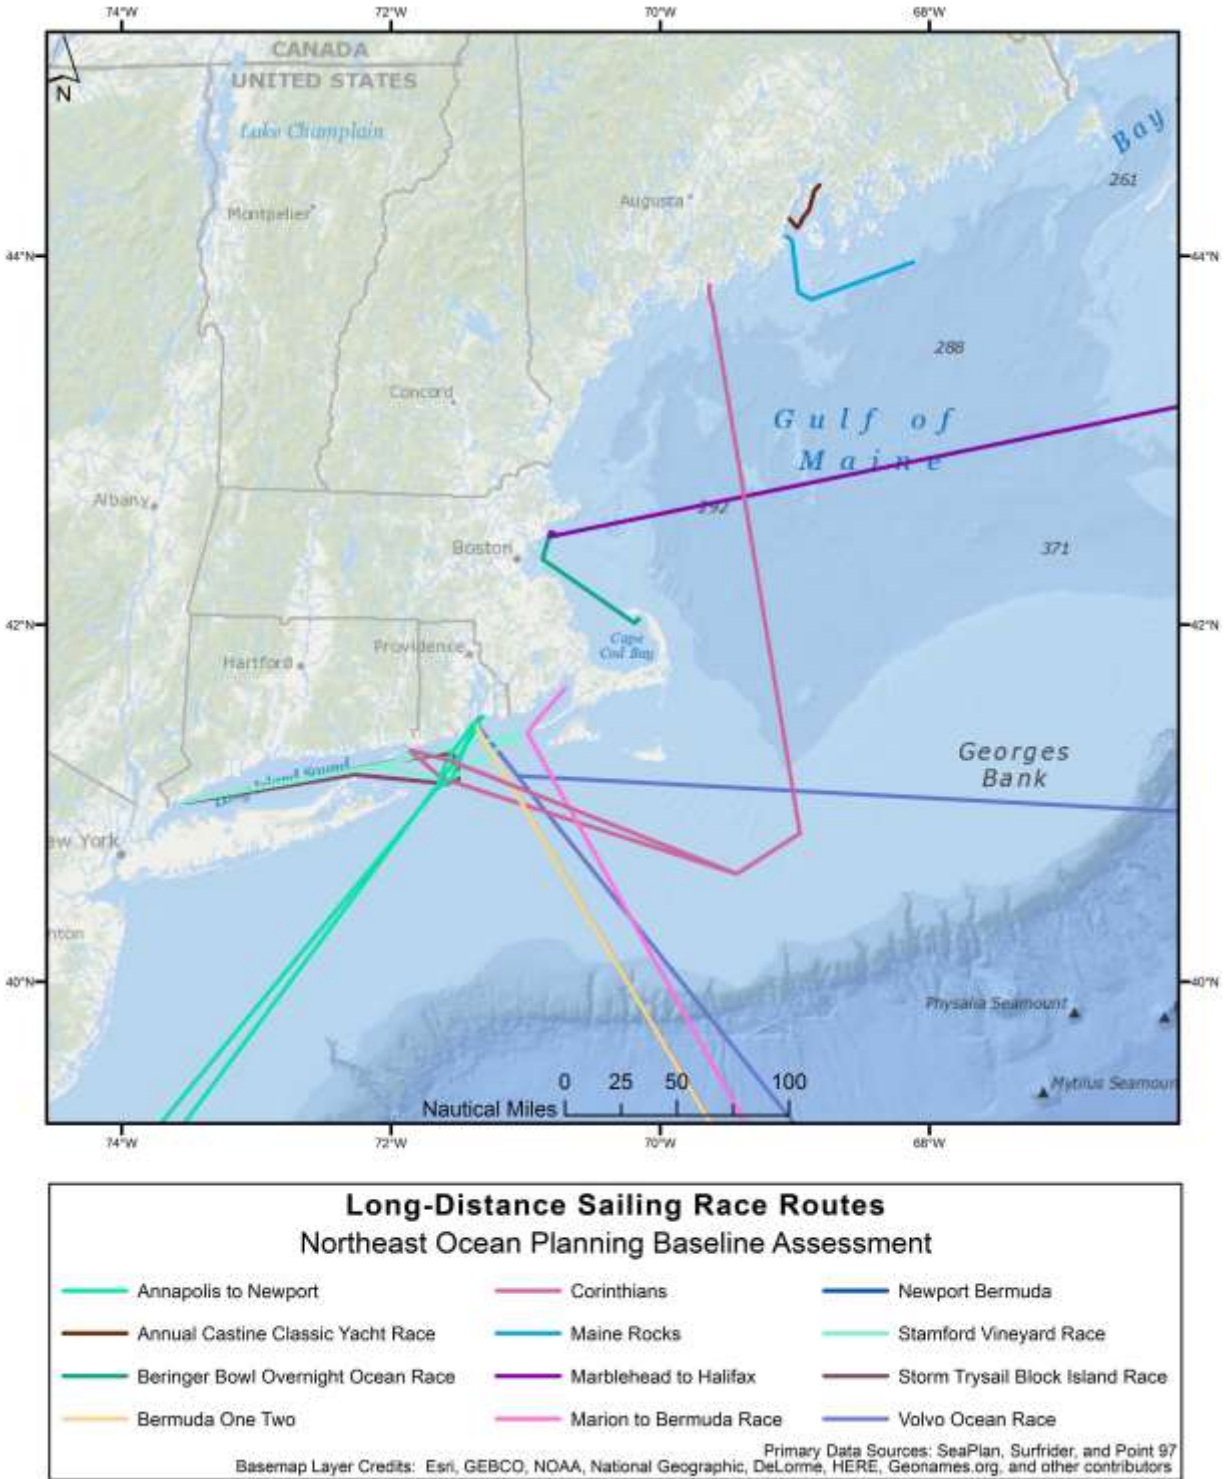 74°W 72°W 70°W 68°W
CANADA
UNITED STATES
N
Lake Champlain
Bay
261
Augusta
Montpelier
44°N 44°N
288
Concord
Gulf of
Maine
Albany
292
Boston
371
42°N 42°N
Cape
Cod Bay
Providence
Hartford
Georges
Bank
Long Island Sound
ew York
nton
40°N 40°N
Physalia Seamount
0 25 50 100
Mytilus Seamoun
Nautical Miles
74°W 72°W 70°W 68°W
Long-Distance Sailing Race Routes
Northeast Ocean Planning Baseline Assessment
Annapolis to Newport Corinthians Newport Bermuda
Annual Castine Classic Yacht Race Maine Rocks Stamford Vineyard Race
Beringer Bowl Overnight Ocean Race Marblehead to Halifax Storm Trysail Block Island Race
Bermuda One Two Marion to Bermuda Race Volvo Ocean Race
Primary Data Sources: SeaPlan, Surfrider, and Point 97
Basemap Layer Credits: Esri, GEBCO, NOAA, National Geographic, DeLorme, HERE, Geonames.org, and other contributors